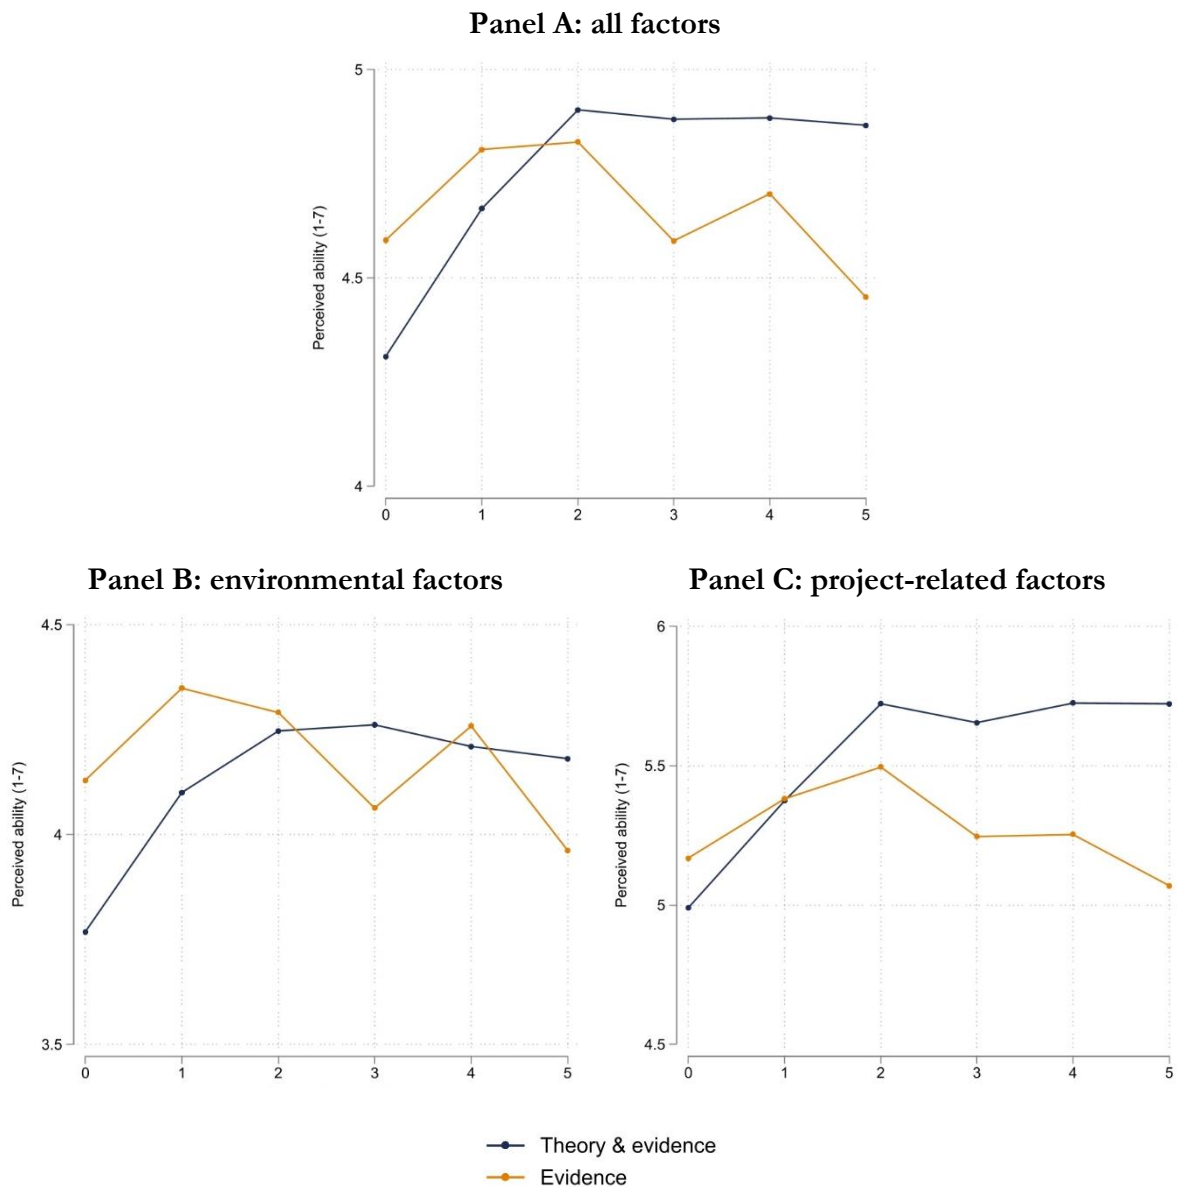 Panel A: all factors
5
4.5
4
Perceived ability (1-7)
0 1 2 3 4 5
Panel B: environmental factors
4.5
4
3.5
Perceived ability (1-7)
0 1 2 3 4 5
Panel C: project-related factors
6
5.5
5
4.5
Perceived ability (1-7)
0 1 2 3 4 5
Theory & evidence
Evidence